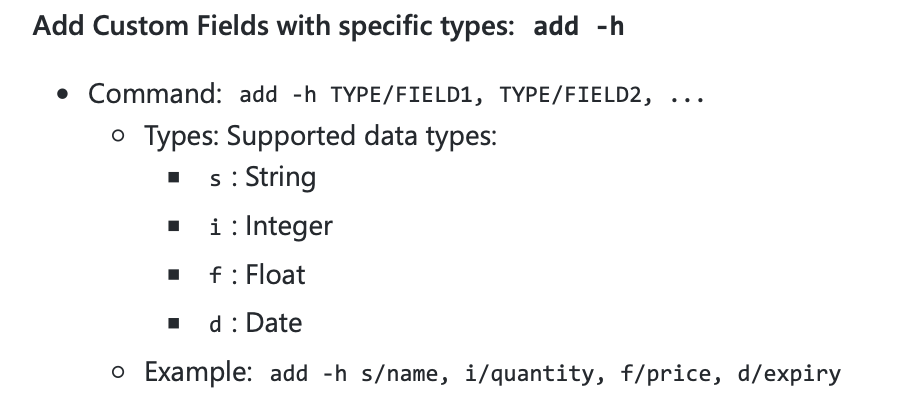 Add Custom Fields with specific types: add -h
• Command: add -h TYPE/FIELD1, TYPE/FIELD2, ...
○ Types: Supported data types:
■ s : String
■ i : Integer
■ f : Float
■ d : Date
○ Example: add -h s/name, i/quantity, f/price, d/expiry